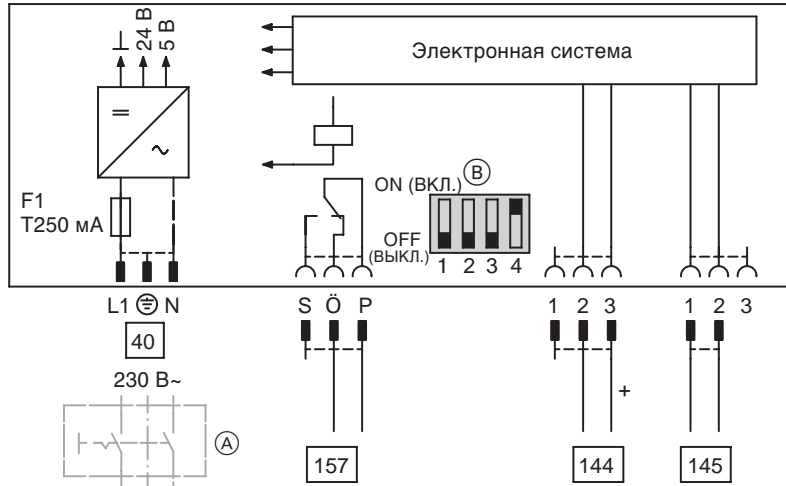 24 В
5 В
Электронная система
F1
T250 мА
ON (ВКЛ.)
B
OFF
(ВЫКЛ.)
1 2 3 4
L1 N
S Ö P
1 2 3
1 2 3
40
230 В~
A
+
157
144
145